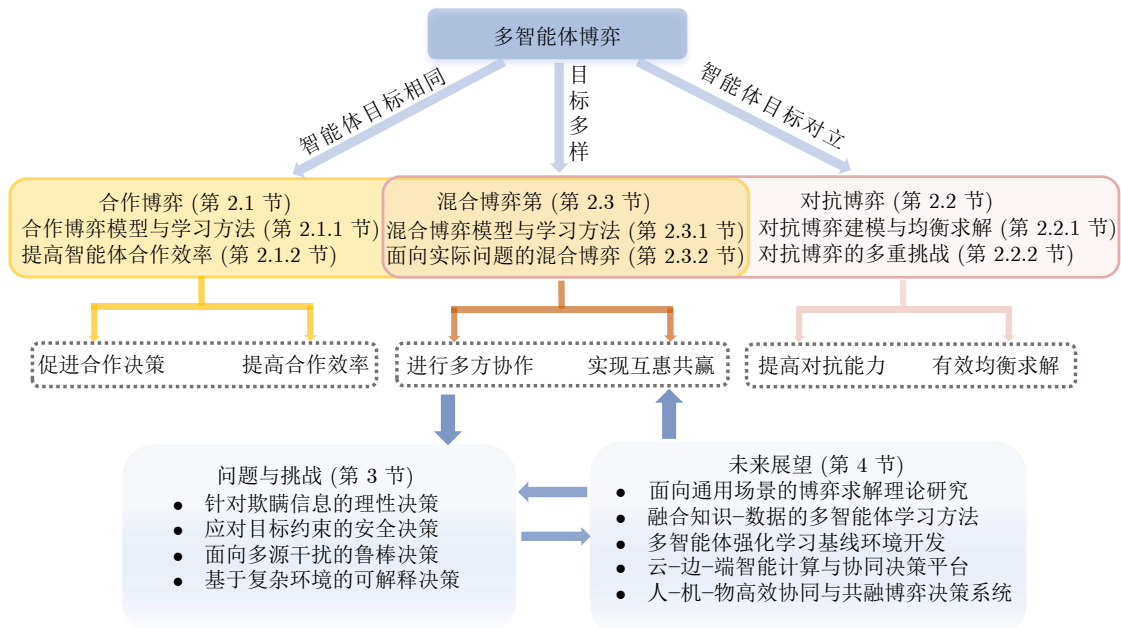 多智能体博弈
智能体目标相同
目标多样
智能体目标对立
合作博弈 (第 2.1 节)
合作博弈模型与学习方法 (第 2.1.1 节)
提高智能体合作效率 (第 2.1.2 节)
混合博弈第 (第 2.3 节)
混合博弈模型与学习方法 (第 2.3.1 节)
面向实际问题的混合博弈 (第 2.3.2 节)
对抗博弈 (第 2.2 节)
对抗博弈建模与均衡求解 (第 2.2.1 节)
对抗博弈的多重挑战 (第 2.2.2 节)
促进合作决策
提高合作效率
进行多方协作
实现互惠共赢
提高对抗能力
有效均衡求解
问题与挑战 (第 3 节)
● 针对欺瞒信息的理性决策
● 应对目标约束的安全决策
● 面向多源干扰的鲁棒决策
● 基于复杂环境的可解释决策
未来展望 (第 4 节)
● 面向通用场景的博弈求解理论研究
● 融合知识−数据的多智能体学习方法
● 多智能体强化学习基线环境开发
● 云−边−端智能计算与协同决策平台
● 人−机−物高效协同与共融博弈决策系统